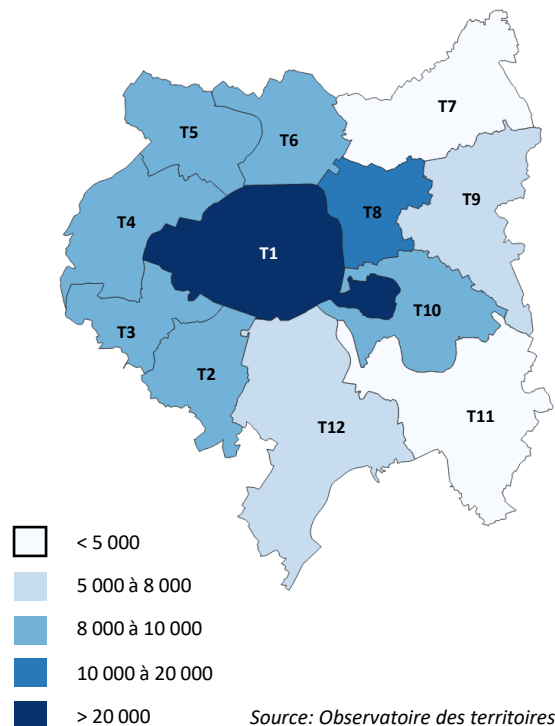 T7
T5
T6
T9
T8
T4
T1
T10
T3
T2
T11
T12
< 5 000
5 000 à 8 000
8 000 à 10 000
10 000 à 20 000
> 20 000
Source: Observatoire des territoires